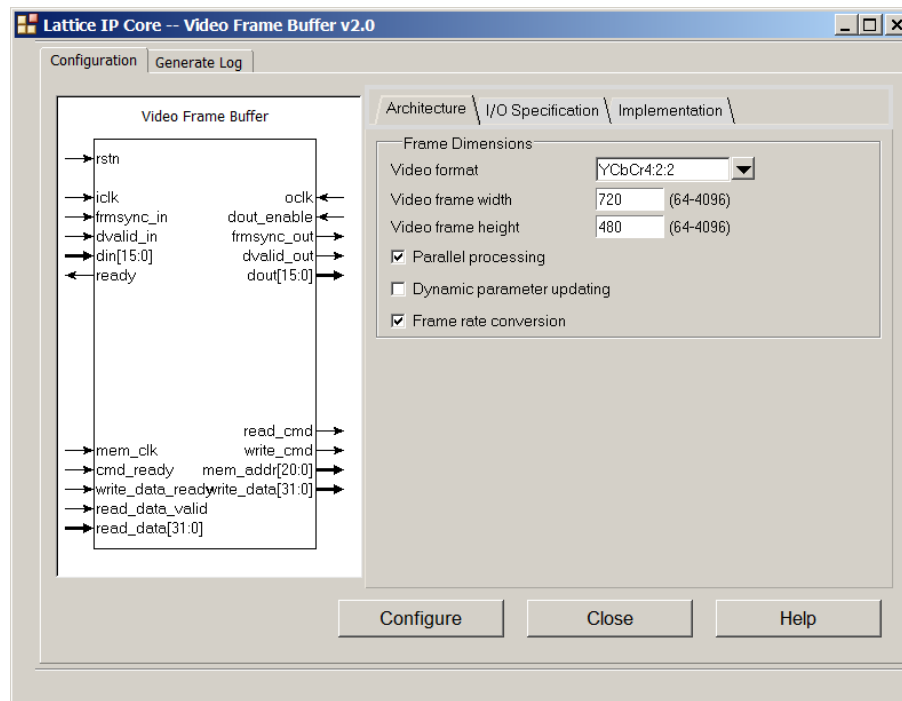 Lattice IP Core -- Video Frame Buffer v2.0
Configuration Generate Log
Video Frame Buffer
rstn
iclk oclk
frmsync_in dout_enable
dvalid_in frmsync_out
din[15:0] dvalid_out
ready dout[15:0]
read_cmd
mem_clk write_cmd
cmd_ready mem_addr[20:0]
write_data_ready write_data[31:0]
read_data_valid
read_data[31:0]
Architecture I/O Specification Implementation
Frame Dimensions
Video format YCbCr4:2:2
Video frame width 720 (64-4096)
Video frame height 480 (64-4096)
Parallel processing
Dynamic parameter updating
Frame rate conversion
Configure Close Help